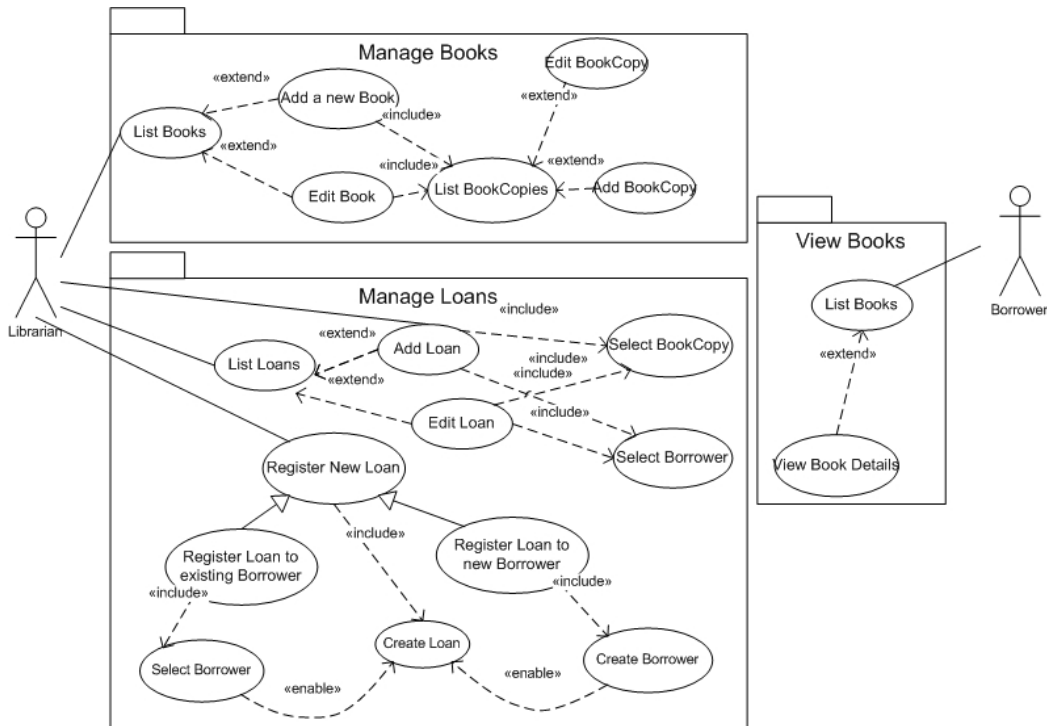 Manage Books
Edit BookCopy
«extend»
Add a new Book
«extend»
«include»
List Books
«extend»
«include»
«extend»
Edit Book
List BookCopies
Add BookCopy
Librarian
View Books
List Books
Borrower
«extend»
View Book Details
Manage Loans
«include»
«extend»
Add Loan
Select BookCopy
List Loans
«include»
«include»
«extend»
Edit Loan
«include»
Select Borrower
Register New Loan
«include»
Register Loan to
existing Borrower
Register Loan to
new Borrower
«include»
«include»
Create Loan
Select Borrower
Create Borrower
«enable»
«enable»